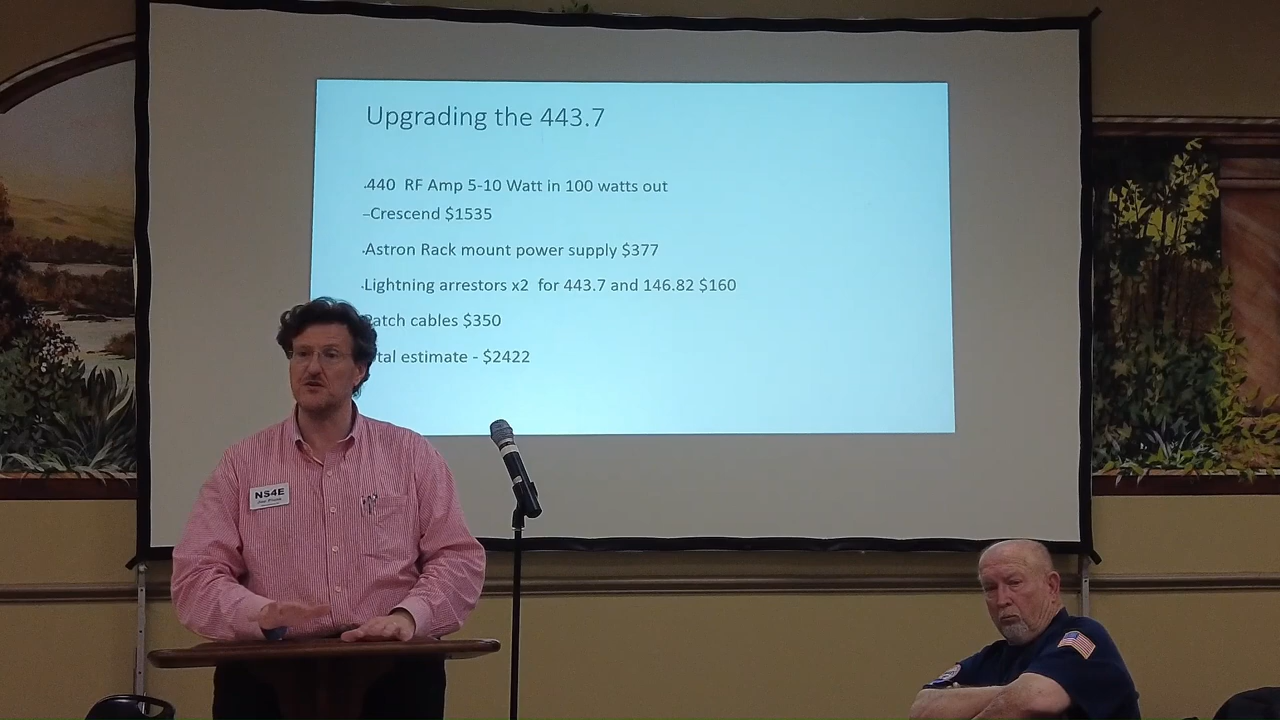 Upgrading the 443.7
·440 RF Amp 5-10 Watt in 100 watts out
–Crescend $1535
·Astron Rack mount power supply $377
·Lightning arrestors x2 for 443.7 and 146.82 $160
Patch cables $350
tal estimate - $2422
NS4E